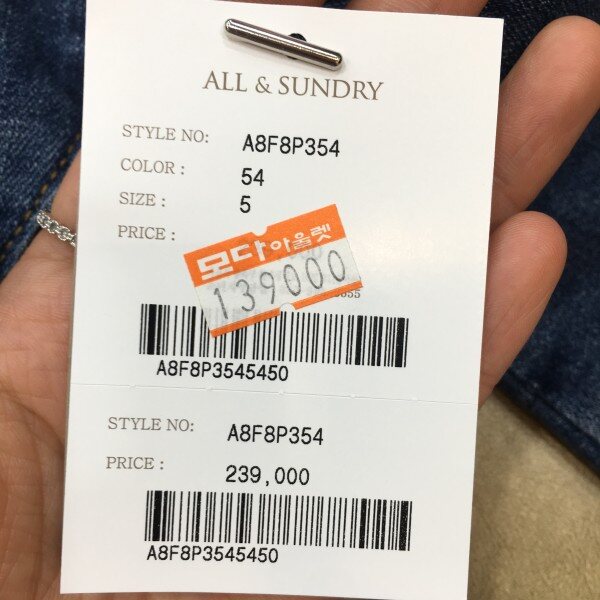 ALL & SUNDRY
STYLE NO: A8F8P354
COLOR : 54
SIZE : 5
PRICE :
모다아울렛
139000
A8F8P3545450
STYLE NO: A8F8P354
PRICE : 239,000
A8F8P3545450